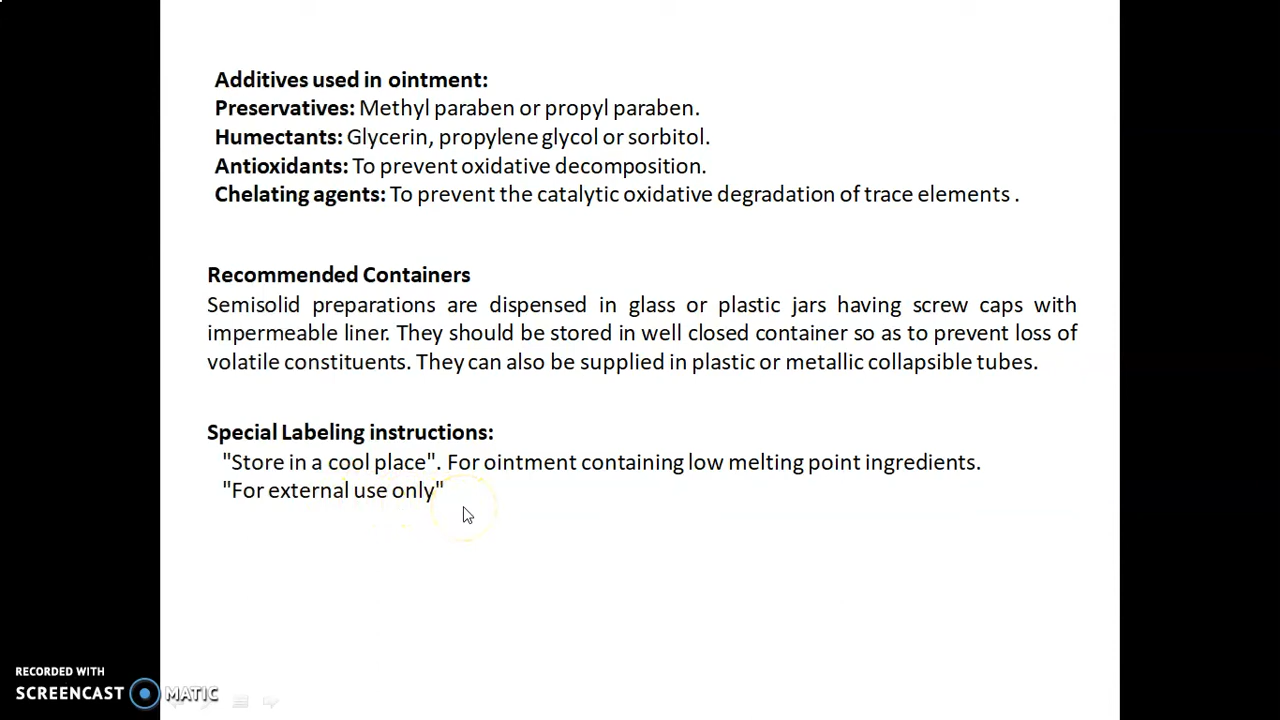 Additives used in ointment:
Preservatives: Methyl paraben or propyl paraben.
Humectants: Glycerin, propylene glycol or sorbitol.
Antioxidants: To prevent oxidative decomposition.
Chelating agents: To prevent the catalytic oxidative degradation of trace elements .
Recommended Containers
Semisolid preparations are dispensed in glass or plastic jars having screw caps with
impermeable liner. They should be stored in well closed container so as to prevent loss of
volatile constituents. They can also be supplied in plastic or metallic collapsible tubes.
Special Labeling instructions:
"Store in a cool place". For ointment containing low melting point ingredients.
"For external use only"
RECORDED WITH
SCREENCAST MATIC